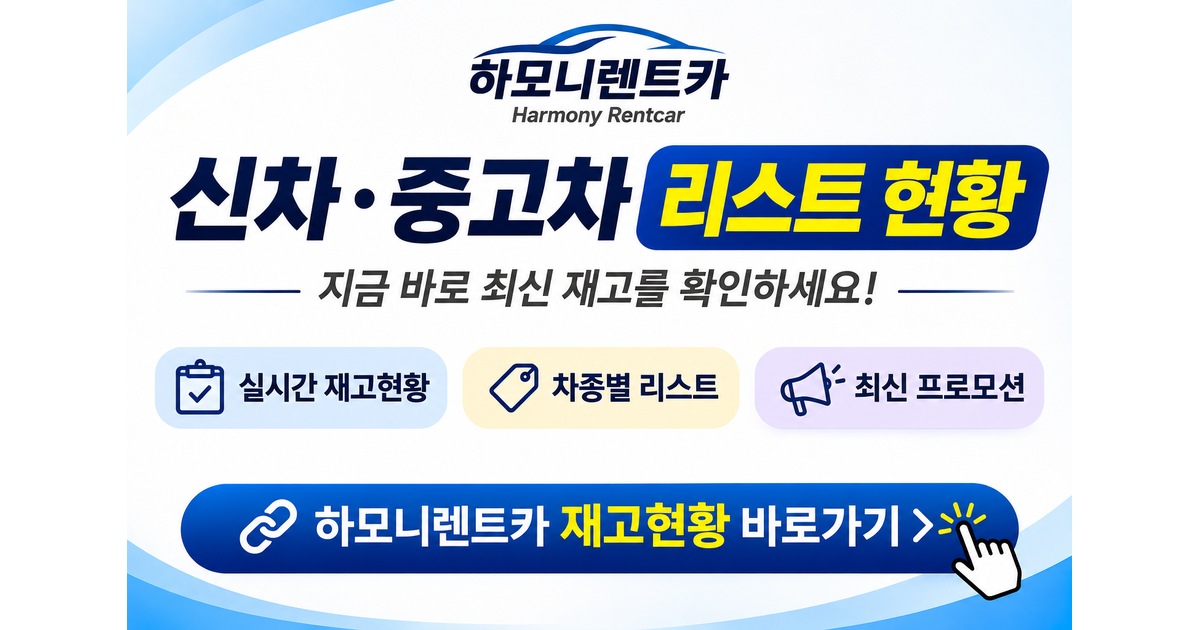 하모니렌트카
Harmony Rentcar
신차·중고차 리스트 현황
지금 바로 최신 재고를 확인하세요!
실시간 재고현황
차종별 리스트
최신 프로모션
하모니렌트카 재고현황 바로가기 >